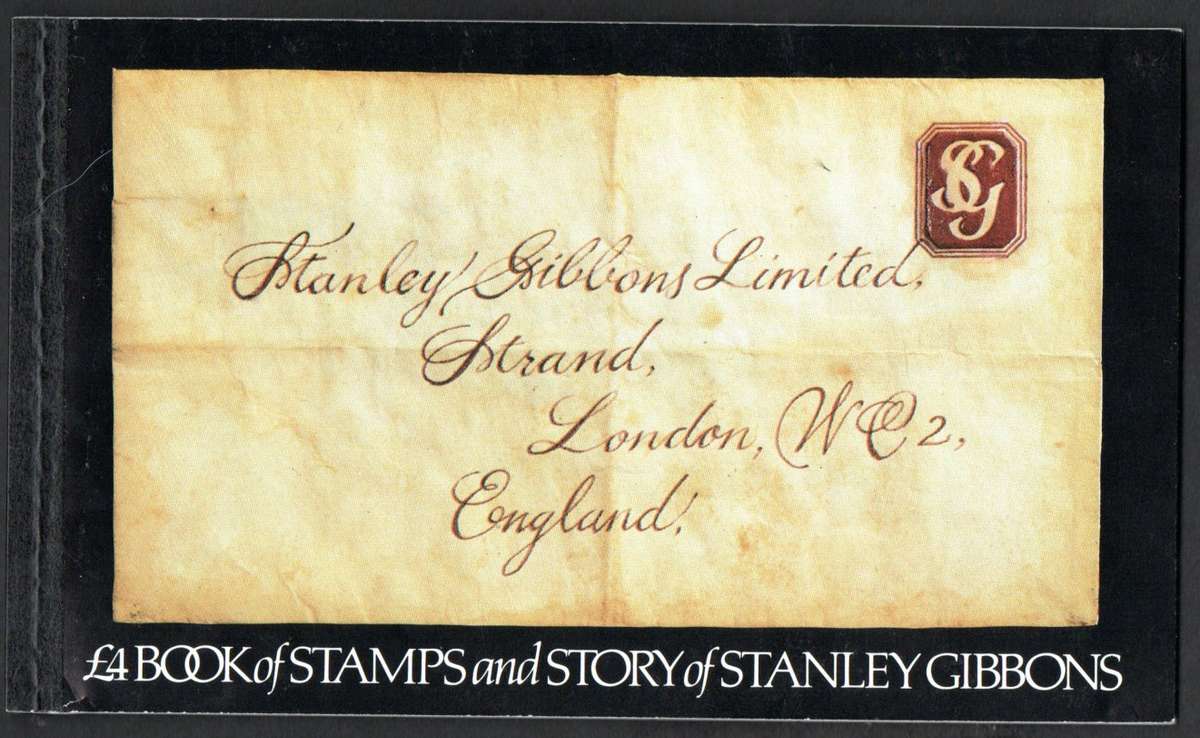 SG
Stanley Gibbons Limited,
Strand,
London, WC2,
England.
£4 BOOK of STAMPS and STORY of STANLEY GIBBONS